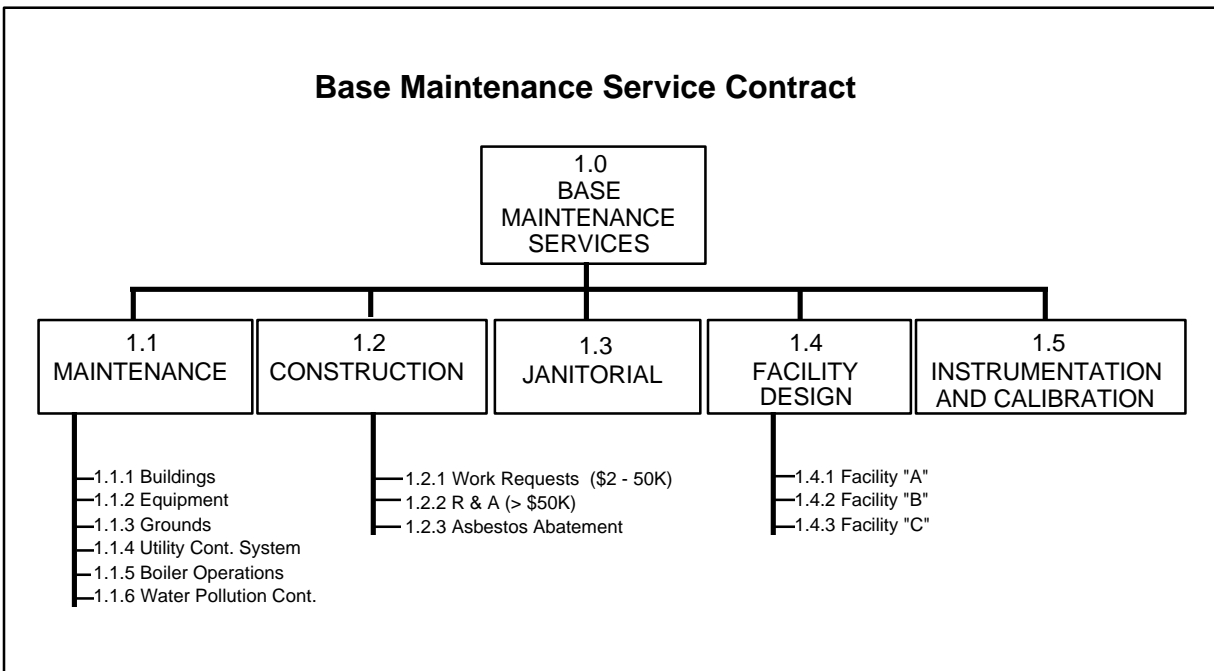 Base Maintenance Service Contract
1.0
BASE
MAINTENANCE
SERVICES
1.1
MAINTENANCE
1.2
CONSTRUCTION
1.3
JANITORIAL
1.4
FACILITY
DESIGN
1.5
INSTRUMENTATION
AND CALIBRATION
1.1.1 Buildings
1.1.2 Equipment
1.1.3 Grounds
1.1.4 Utility Cont. System
1.1.5 Boiler Operations
1.1.6 Water Pollution Cont.
1.2.1 Work Requests ($2 - 50K)
1.2.2 R & A (> $50K)
1.2.3 Asbestos Abatement
1.4.1 Facility "A"
1.4.2 Facility "B"
1.4.3 Facility "C"